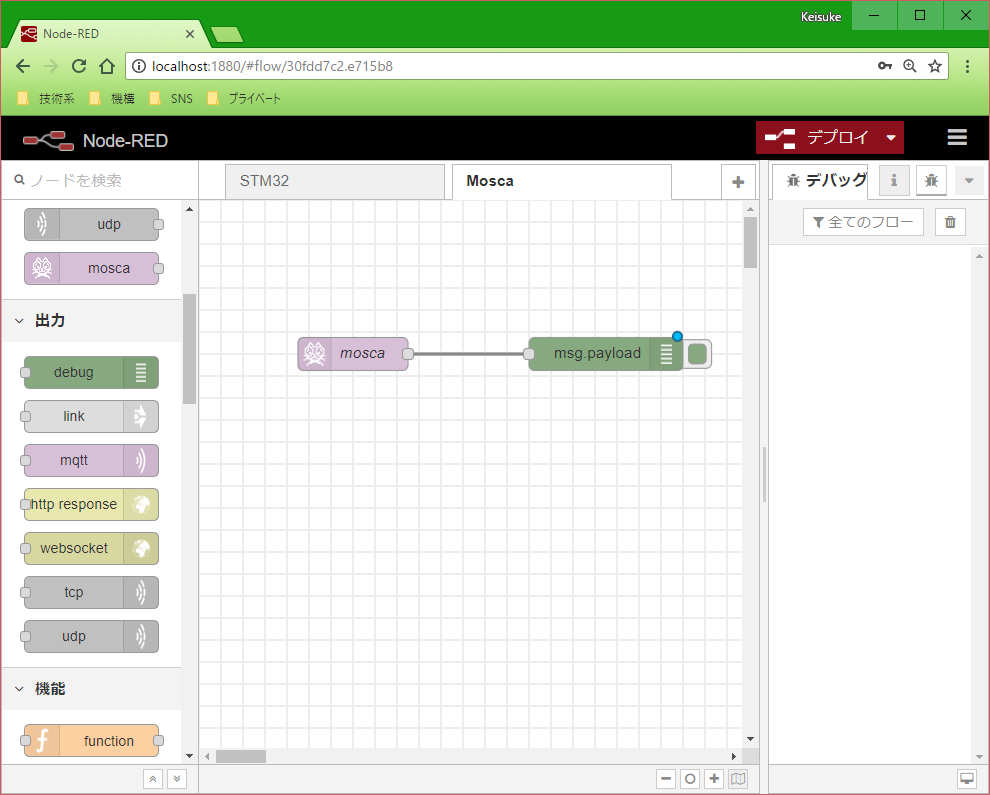 Keisuke
Node-RED
localhost:1880/#flow/30fdd7c2.e715b8
技術系 機構 SNS プライベート
Node-RED
デプロイ
ノードを検索
STM32
Mosca
デバッグ
全てのフロー
udp
mosca
出力
debug
link
mqtt
http response
websocket
tcp
udp
機能
function
mosca
msg.payload